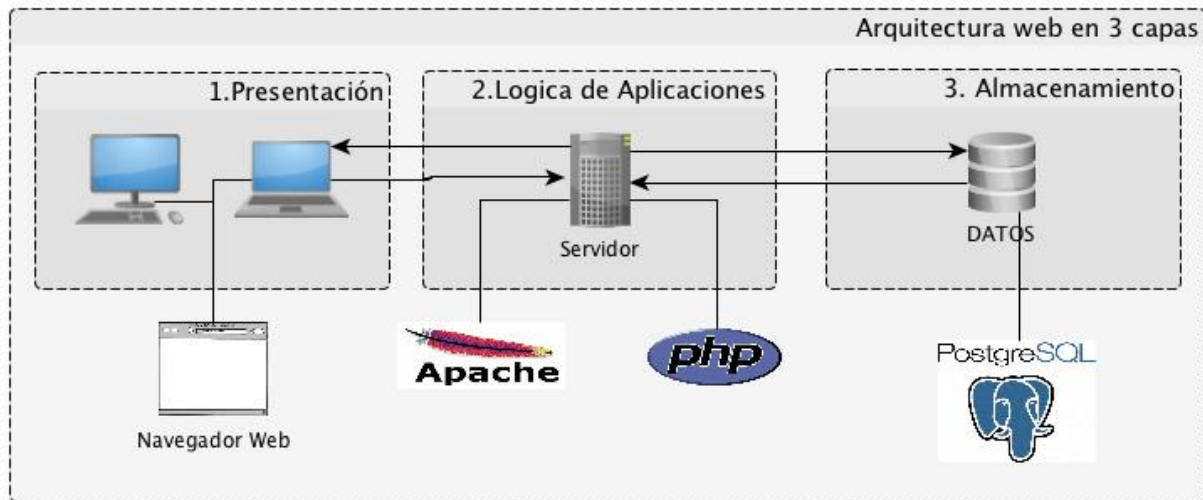 Arquitectura web en 3 capas
1.Presentación
2.Logica de Aplicaciones
3. Almacenamiento
Servidor
DATOS
Apache
php
PostgreSQL
Navegador Web